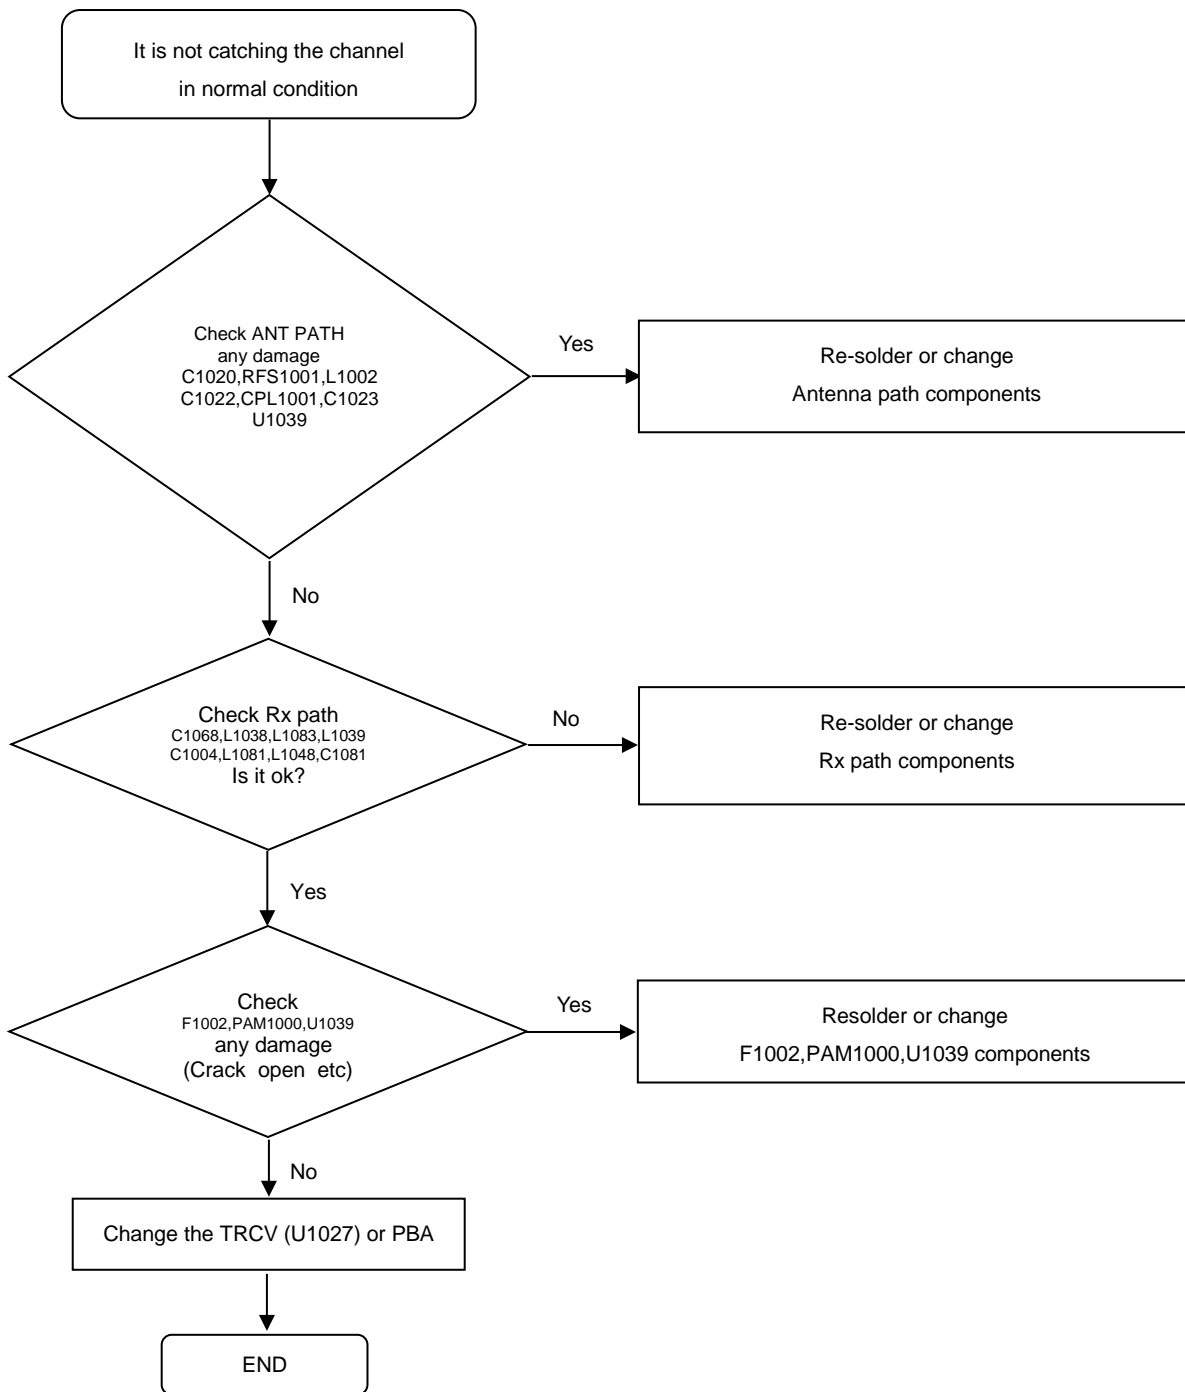 It is not catching the channel
in normal condition
Check ANT PATH
any damage
C1020,RFS1001,L1002
C1022,CPL1001,C1023
U1039
Yes
Re-solder or change
Antenna path components
No
Check Rx path
C1068,L1038,L1083,L1039
C1004,L1081,L1048,C1081
Is it ok?
No
Re-solder or change
Rx path components
Yes
Check
F1002,PAM1000,U1039
any damage
(Crack open etc)
Yes
Resolder or change
F1002,PAM1000,U1039 components
No
Change the TRCV (U1027) or PBA
END